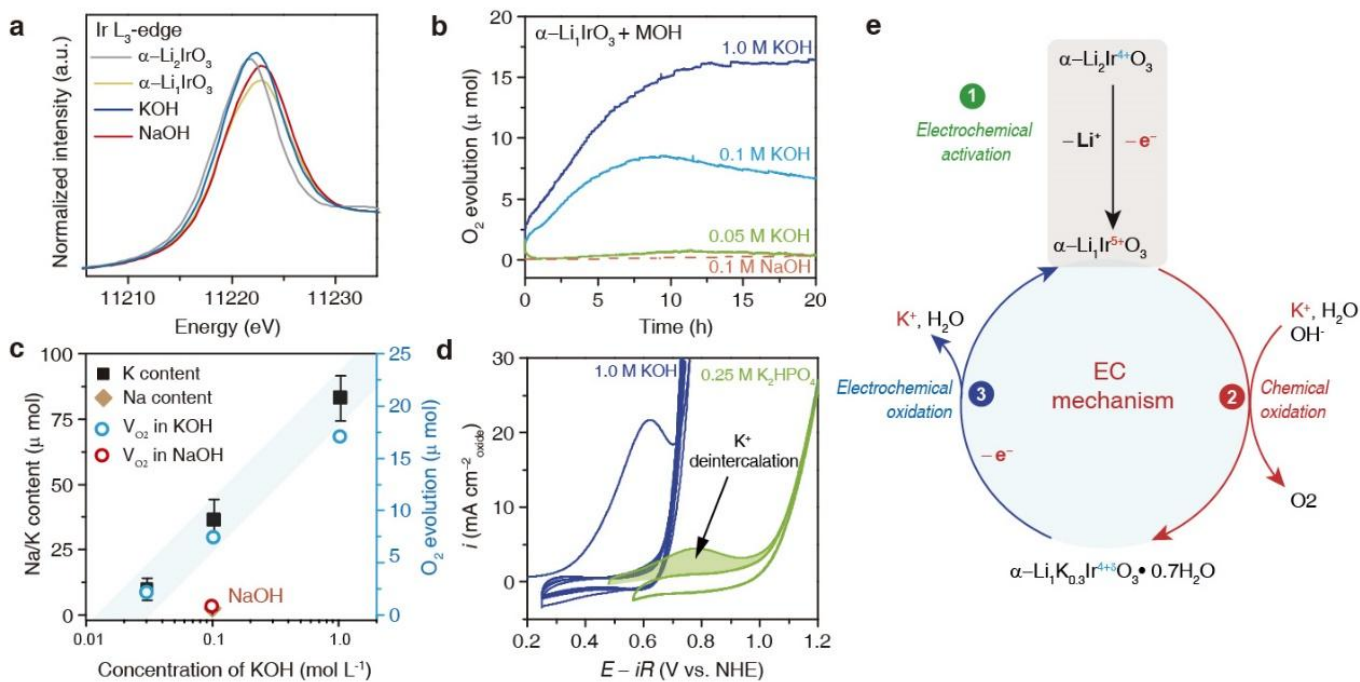 a
Ir L₃-edge
α-Li₂IrO₃
α-Li₁IrO₃
KOH
NaOH
Normalized intensity (a.u.)
11210
11220
11230
Energy (eV)
b
α-Li₁IrO₃ + MOH
1.0 M KOH
0.1 M KOH
0.05 M KOH
0.1 M NaOH
O₂ evolution (μ mol)
20
15
10
5
0
0
5
10
15
20
Time (h)
c
K content
Na content
V_O₂ in KOH
V_O₂ in NaOH
NaOH
Na/K content (μ mol)
100
75
50
25
0
O₂ evolution (μ mol)
25
20
15
10
5
0
0.01
0.1
1.0
Concentration of KOH (mol L⁻¹)
d
1.0 M KOH
0.25 M K₂HPO₄
K⁺
deintercalation
i (mA cm⁻²oxide)
30
20
10
0
0.2
0.4
0.6
0.8
1.0
1.2
E – iR (V vs. NHE)
e
α–Li₂Ir⁴⁺O₃
1
Electrochemical
activation
– Li⁺
– e⁻
α–Li₁Ir⁵⁺O₃
K⁺, H₂O
K⁺, H₂O
OH⁻
Electrochemical
oxidation
3
EC
mechanism
2
Chemical
oxidation
– e⁻
O2
α–Li₁K₀.₃Ir⁴⁺ᵟO₃• 0.7H₂O